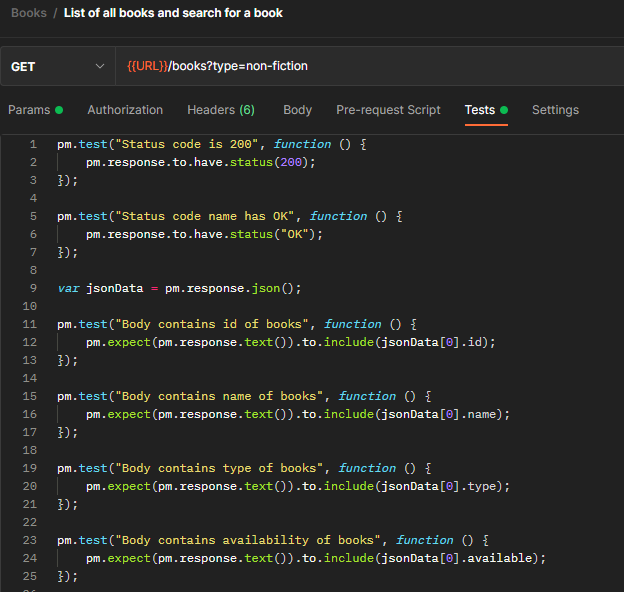 Books / List of all books and search for a book
GET {{URL}}/books?type=non-fiction
Params Authorization Headers (6) Body Pre-request Script Tests Settings
1 pm.test("Status code is 200", function () {
2 pm.response.to.have.status(200);
3 });
4
5 pm.test("Status code name has OK", function () {
6 pm.response.to.have.status("OK");
7 });
8
9 var jsonData = pm.response.json();
10
11 pm.test("Body contains id of books", function () {
12 pm.expect(pm.response.text()).to.include(jsonData[0].id);
13 });
14
15 pm.test("Body contains name of books", function () {
16 pm.expect(pm.response.text()).to.include(jsonData[0].name);
17 });
18
19 pm.test("Body contains type of books", function () {
20 pm.expect(pm.response.text()).to.include(jsonData[0].type);
21 });
22
23 pm.test("Body contains availability of books", function () {
24 pm.expect(pm.response.text()).to.include(jsonData[0].available);
25 });